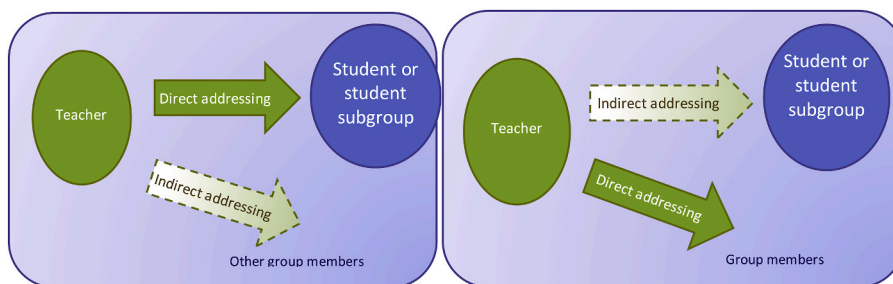 Teacher
Direct addressing
Student or
student
subgroup
Indirect addressing
Other group members
Teacher
Indirect addressing
Student or
student
subgroup
Direct addressing
Group members